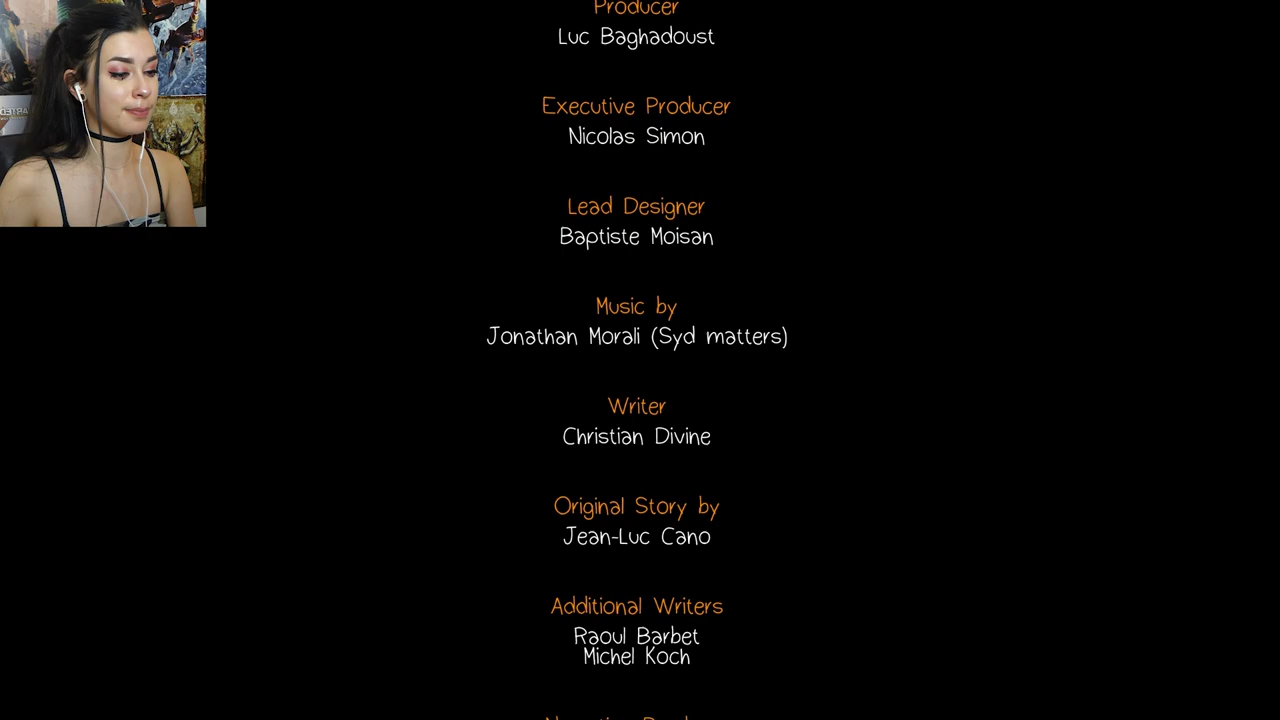 Producer
Luc Baghadoust
Executive Producer
Nicolas Simon
Lead Designer
Baptiste Moisan
Music by
Jonathan Morali (Syd matters)
Writer
Christian Divine
Original Story by
Jean-Luc Cano
Additional Writers
Raoul Barbet
Michel Koch